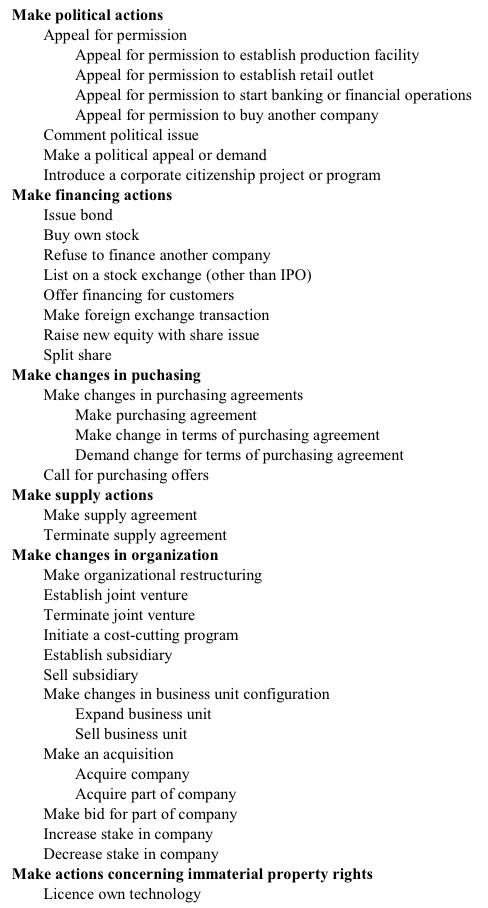 Make political actions
Appeal for permission
Appeal for permission to establish production facility
Appeal for permission to establish retail outlet
Appeal for permission to start banking or financial operations
Appeal for permission to buy another company
Comment political issue
Make a political appeal or demand
Introduce a corporate citizenship project or program
Make financing actions
Issue bond
Buy own stock
Refuse to finance another company
List on a stock exchange (other than IPO)
Offer financing for customers
Make foreign exchange transaction
Raise new equity with share issue
Split share
Make changes in puchasing
Make changes in purchasing agreements
Make purchasing agreement
Make change in terms of purchasing agreement
Demand change for terms of purchasing agreement
Call for purchasing offers
Make supply actions
Make supply agreement
Terminate supply agreement
Make changes in organization
Make organizational restructuring
Establish joint venture
Terminate joint venture
Initiate a cost-cutting program
Establish subsidiary
Sell subsidiary
Make changes in business unit configuration
Expand business unit
Sell business unit
Make an acquisition
Acquire company
Acquire part of company
Make bid for part of company
Increase stake in company
Decrease stake in company
Make actions concerning immaterial property rights
Licence own technology